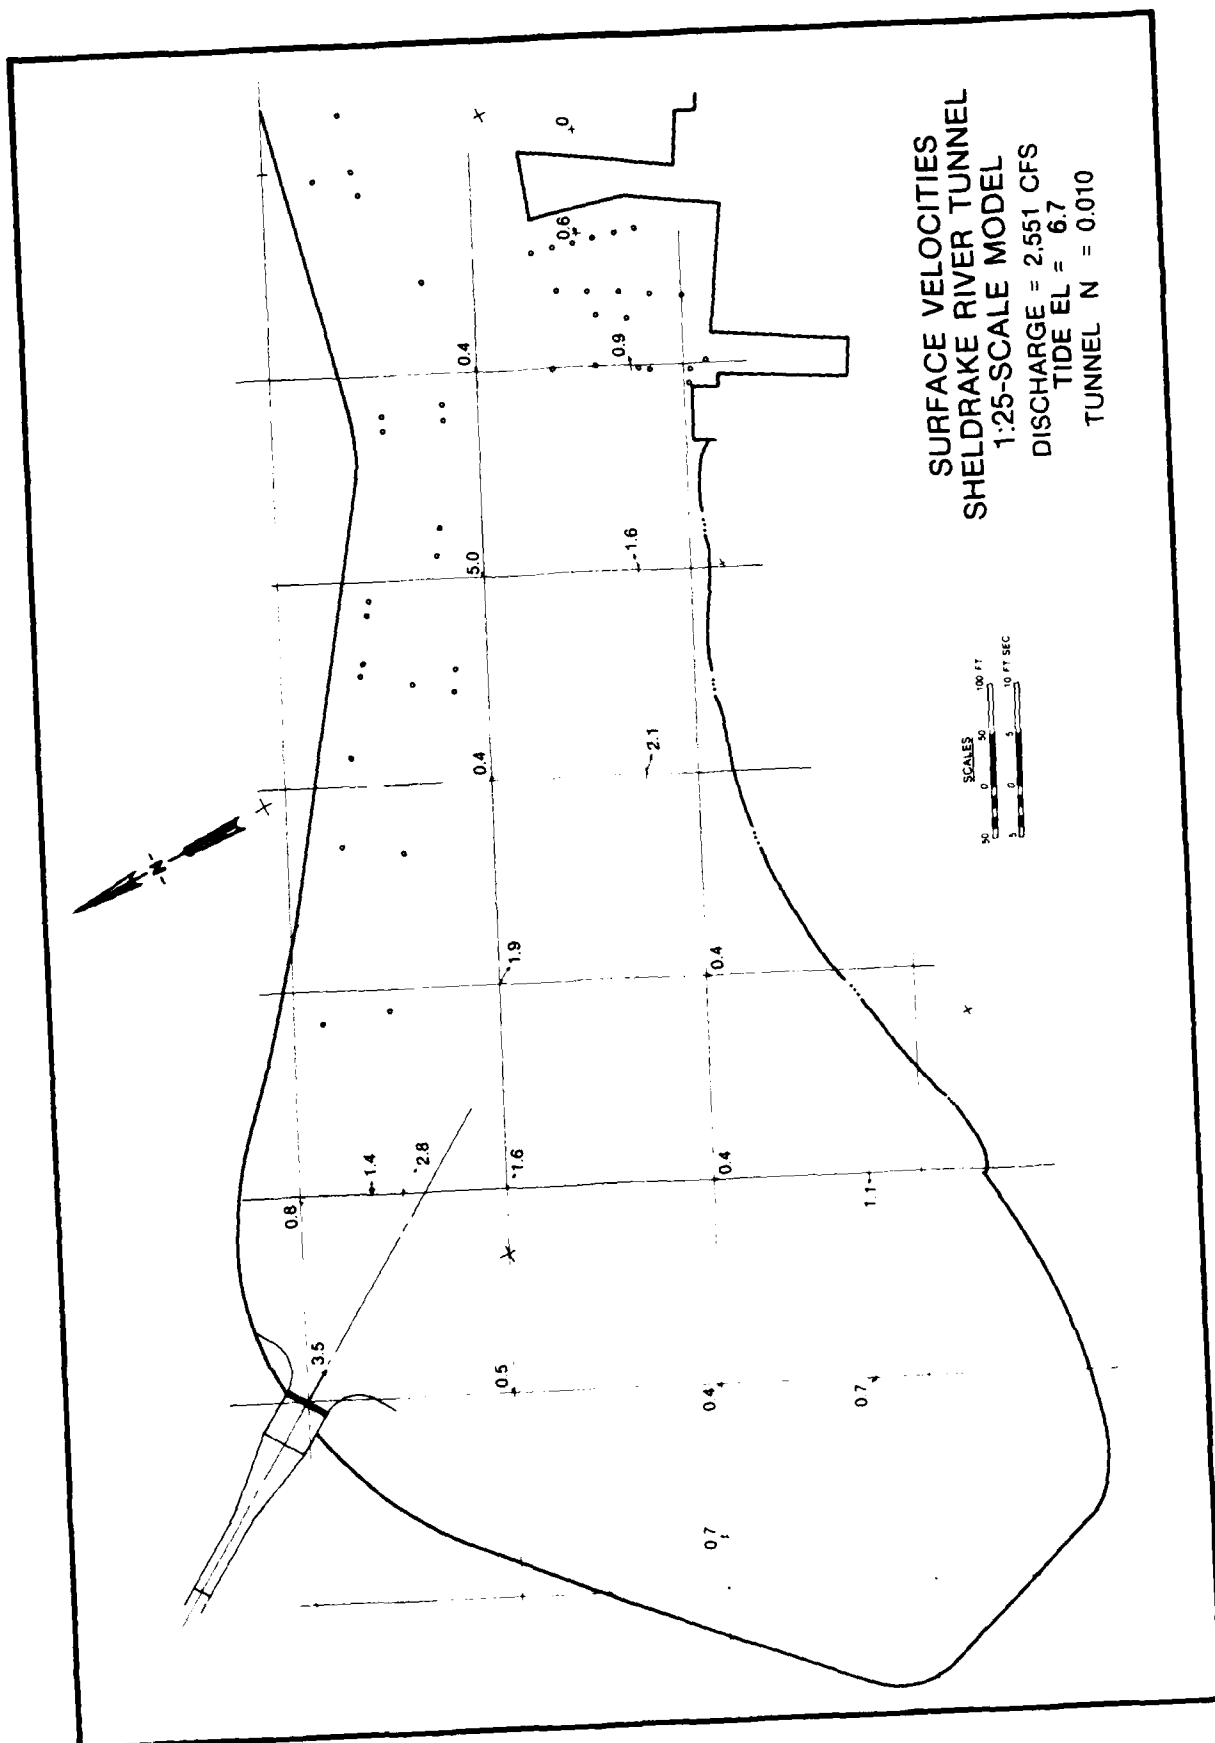 SURFACE VELOCITIES
SHELDRAKE RIVER TUNNEL
1:25-SCALE MODEL
DISCHARGE = 2,551 CFS
TIDE EL = 6.7
TUNNEL N = 0.010
SCALES
50 0 50 100 FT
5 0 5 10 FT SEC
N
3.5
0.8
1.4
2.8
1.6
0.4
1.1
0.5
0.4
0.7
0.7
1.9
0.4
0.4
2.1
5.0
1.6
0.4
0.9
0.6
0